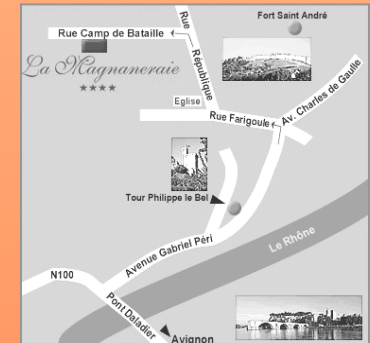 Fort Saint André
Rue Camp de Bataille
Rue
République
La Magnaneraie
★★★★
Av. Charles de Gaulle
Eglise
Rue Farigoule
Tour Philippe le Bel
Avenue Gabriel Péri
Le Rhône
N100
Pont Daladier
Avignon